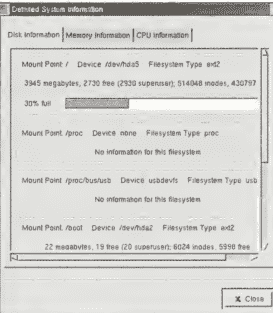 Detailed System Information
Disk Information Memory Information CPU Information
Mount Point / Device /dev/hda5 Filesystem Type ext2
3945 megabytes, 2730 free (2930 superuser); 514048 inodes, 430797
30% full
Mount Point /proc Device none Filesystem Type proc
No information for this filesystem
Mount Point /proc/bus/usb Device usbdevfs Filesystem Type usb
No information for this filesystem
Mount Point /boot Device /dev/hda2 Filesystem Type ext2
22 megabytes, 19 free (20 superuser); 6024 inodes, 5990 free
Close